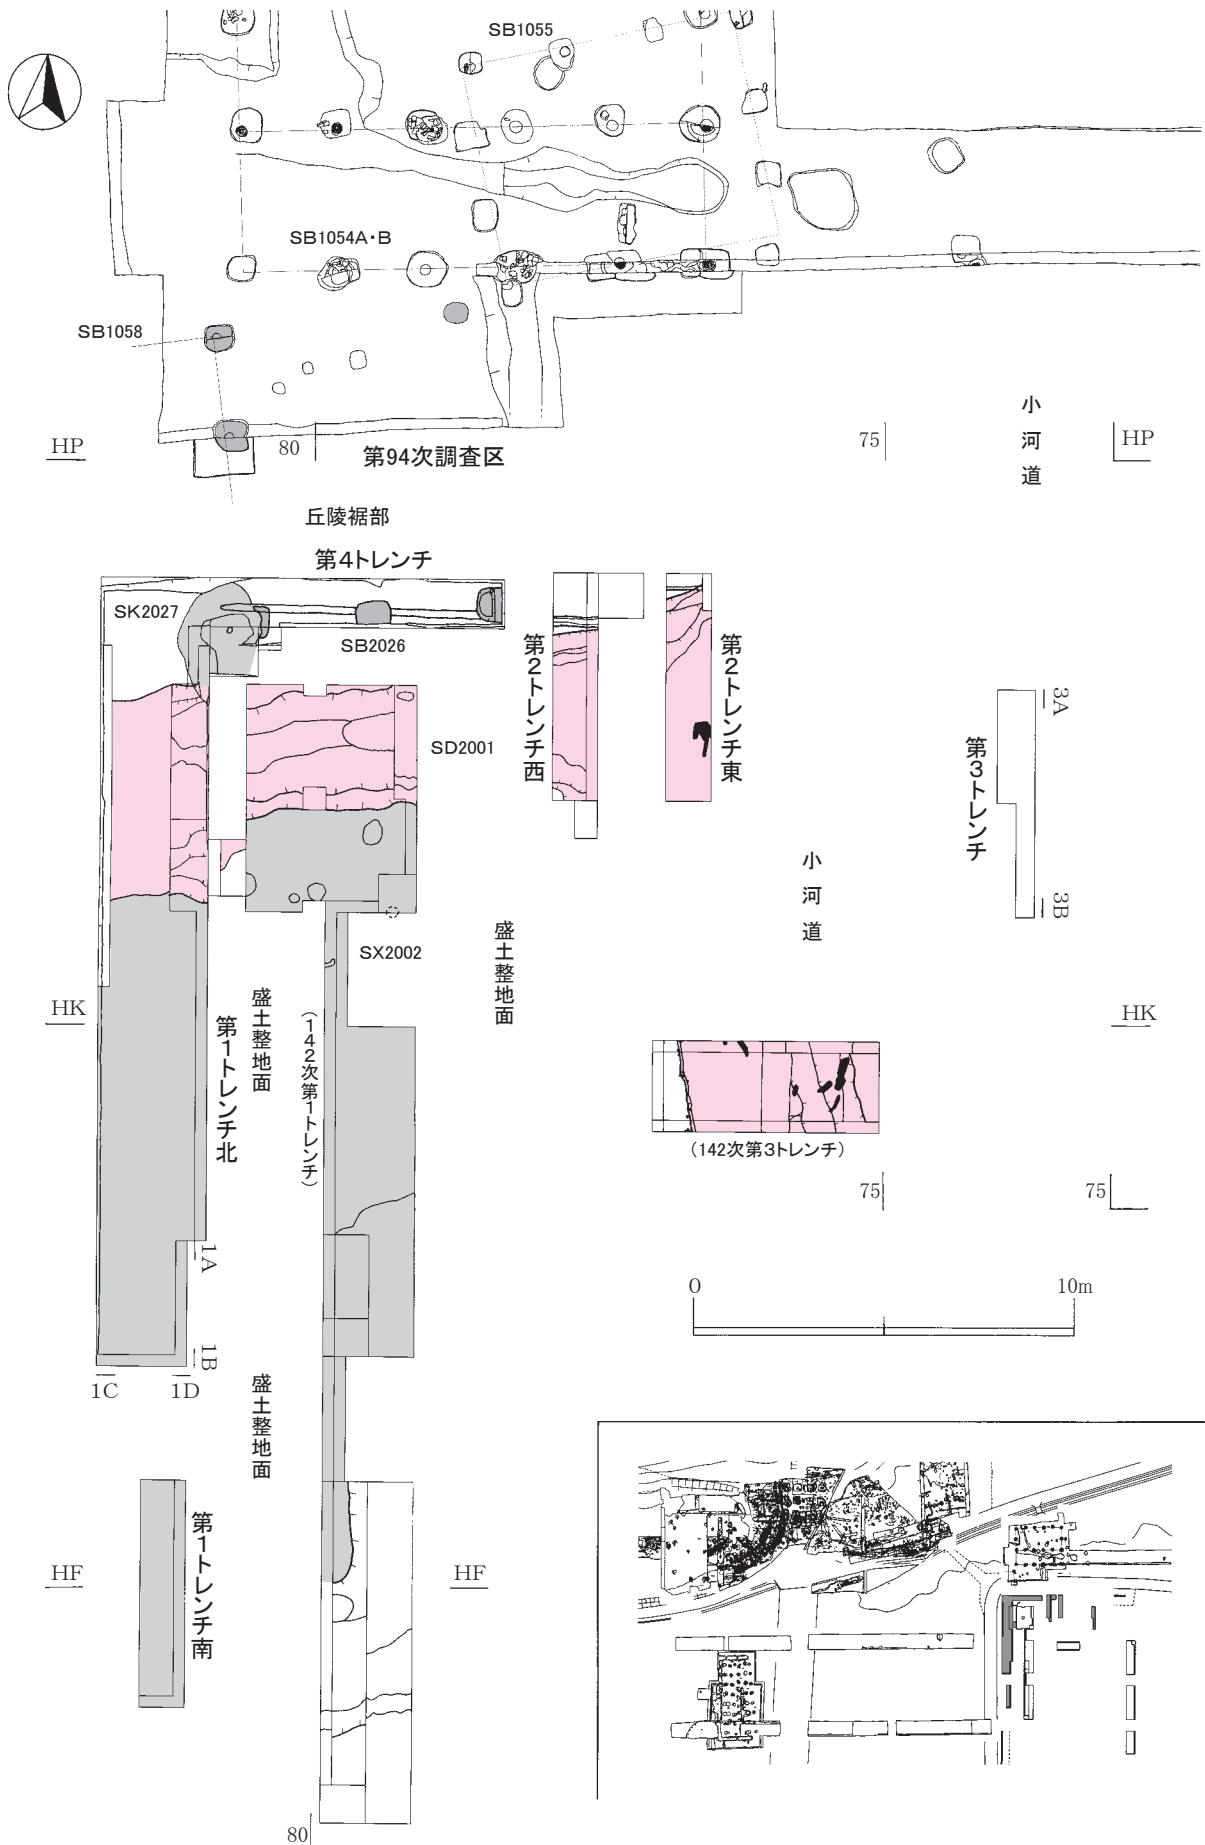 SB1055
SB1054A・B
SB1058
小河道
HP
80
第94次調査区
75
HP
丘陵裾部
第4トレンチ
SK2027
SB2026
第2トレンチ西
第2トレンチ東
3A
SD2001
第3トレンチ
小河道
3B
SX2002
盛土整地面
盛土整地面
HK
HK
第1トレンチ北
(142次第1トレンチ)
(142次第3トレンチ)
75
75
1A
0
10m
1B
1C
1D
盛土整地面
第1トレンチ南
HF
HF
80